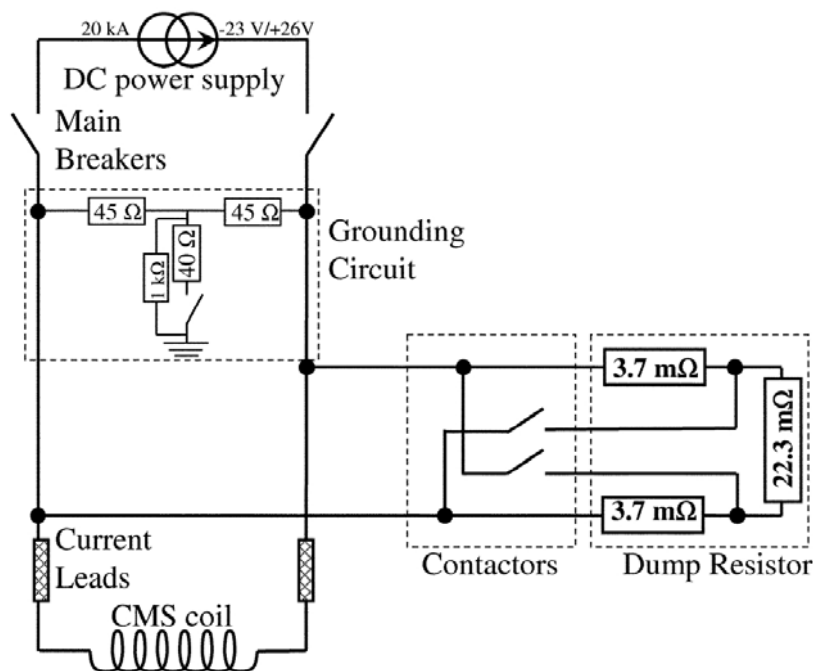 20 kA
-23 V/+26V
DC power supply
Main
Breakers
45 Ω
45 Ω
40 Ω
1 kΩ
Grounding
Circuit
3.7 mΩ
22.3 mΩ
3.7 mΩ
Current
Leads
Contactors
Dump Resistor
CMS coil